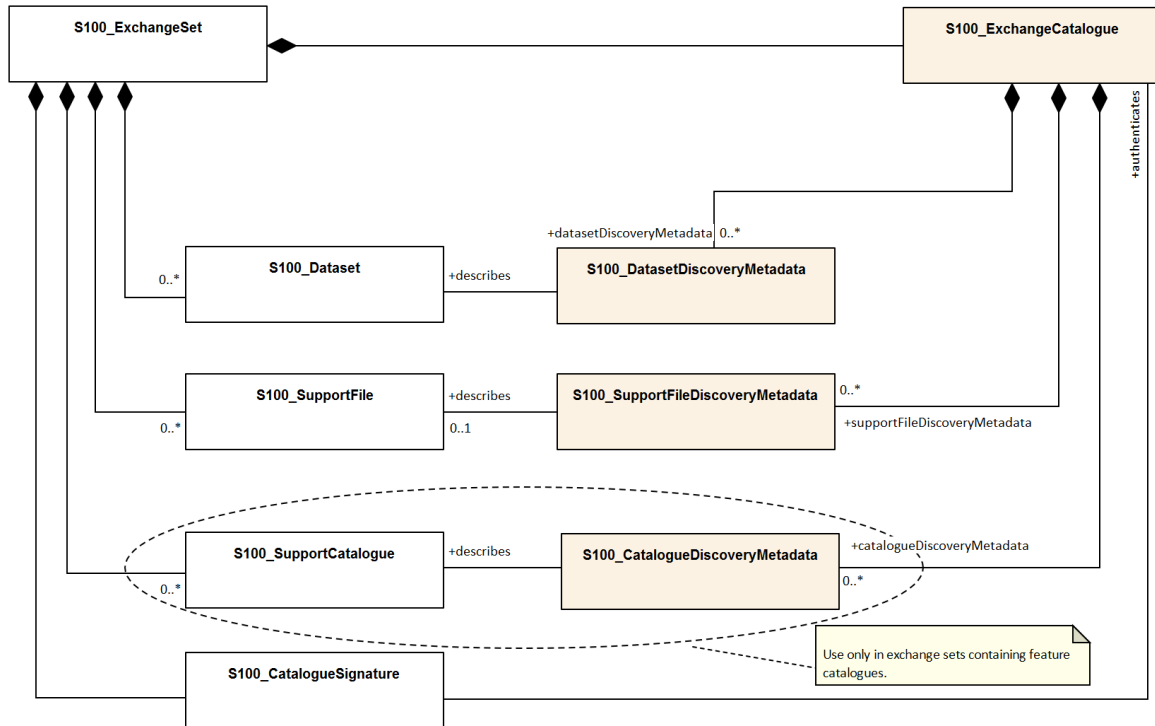 S100_ExchangeSet
S100_ExchangeCatalogue
+authenticates
+datasetDiscoveryMetadata 0..*
S100_Dataset
+describes
S100_DatasetDiscoveryMetadata
0..*
S100_SupportFile
+describes
S100_SupportFileDiscoveryMetadata
0..*
0..*
0..1
+supportFileDiscoveryMetadata
S100_SupportCatalogue
+describes
S100_CatalogueDiscoveryMetadata
+catalogueDiscoveryMetadata
0..*
0..*
Use only in exchange sets containing feature
catalogues.
S100_CatalogueSignature